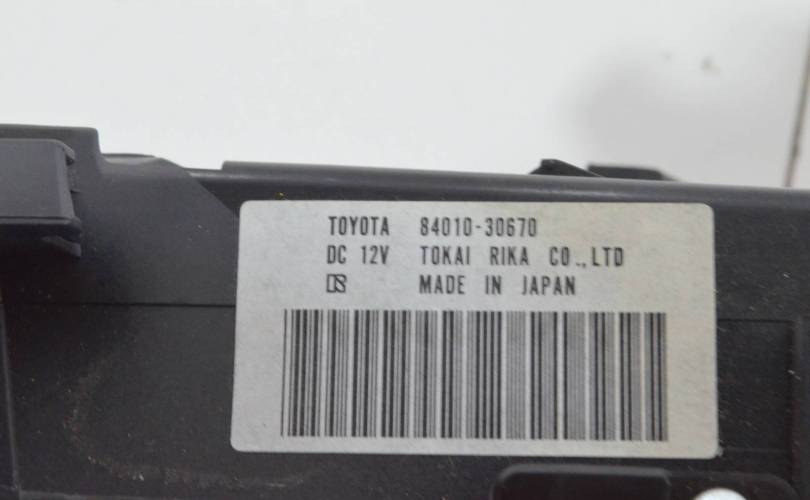 TOYOTA 84010-30670
DC 12V TOKAI RIKA CO.,LTD
MADE IN JAPAN